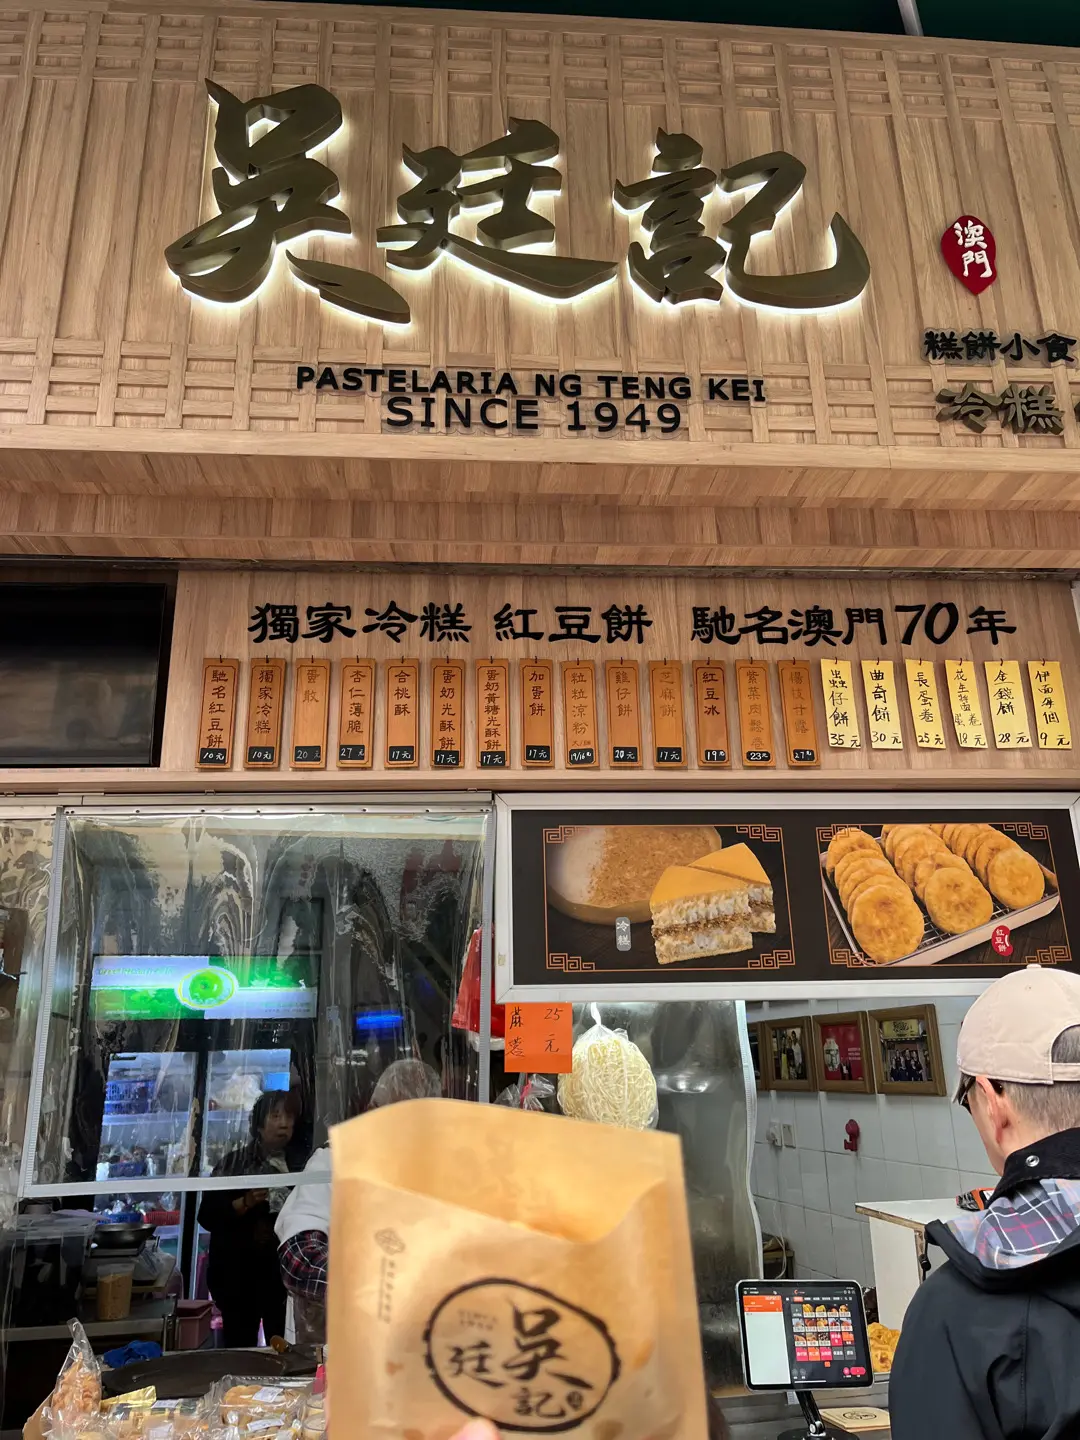 吳廷記
PASTELARIA NG TENG KEI
SINCE 1949
澳門
糕餅小食
冷糕
獨家冷糕 紅豆餅 馳名澳門70年
馳名紅豆餅 10元
獨家冷糕 10元
蛋散 20元
杏仁薄脆 27元
合桃酥 17元
蛋奶光酥餅 17元
蛋奶黃糖光酥餅 17元
加蛋餅 17元
粒粒涼粉
雞仔餅 20元
芝麻餅 17元
紅豆冰 19元
紫菜肉鬆卷 23元
楊枝甘露 27元
蟲仔餅 35元
曲奇餅 30元
長蛋卷 25元
18元
金錢餅 28元
伊面每個 9元
冷糕
紅豆餅
25元
吳廷記